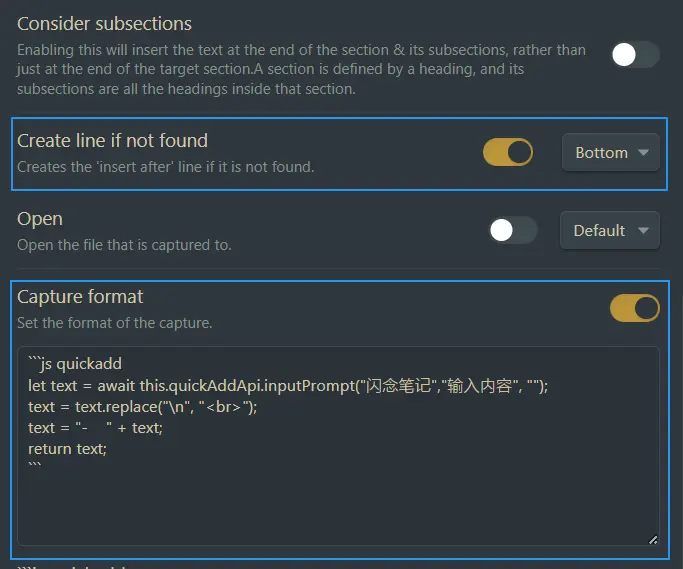 Consider subsections
Enabling this will insert the text at the end of the section & its subsections, rather than
just at the end of the target section.A section is defined by a heading, and its
subsections are all the headings inside that section.
Create line if not found
Creates the 'insert after' line if it is not found.
Bottom
Open
Open the file that is captured to.
Default
Capture format
Set the format of the capture.
```js quickadd
let text = await this.quickAddApi.inputPrompt("闪念笔记","输入内容", "");
text = text.replace("\n", "<br>");
text = "-    " + text;
return text;
```